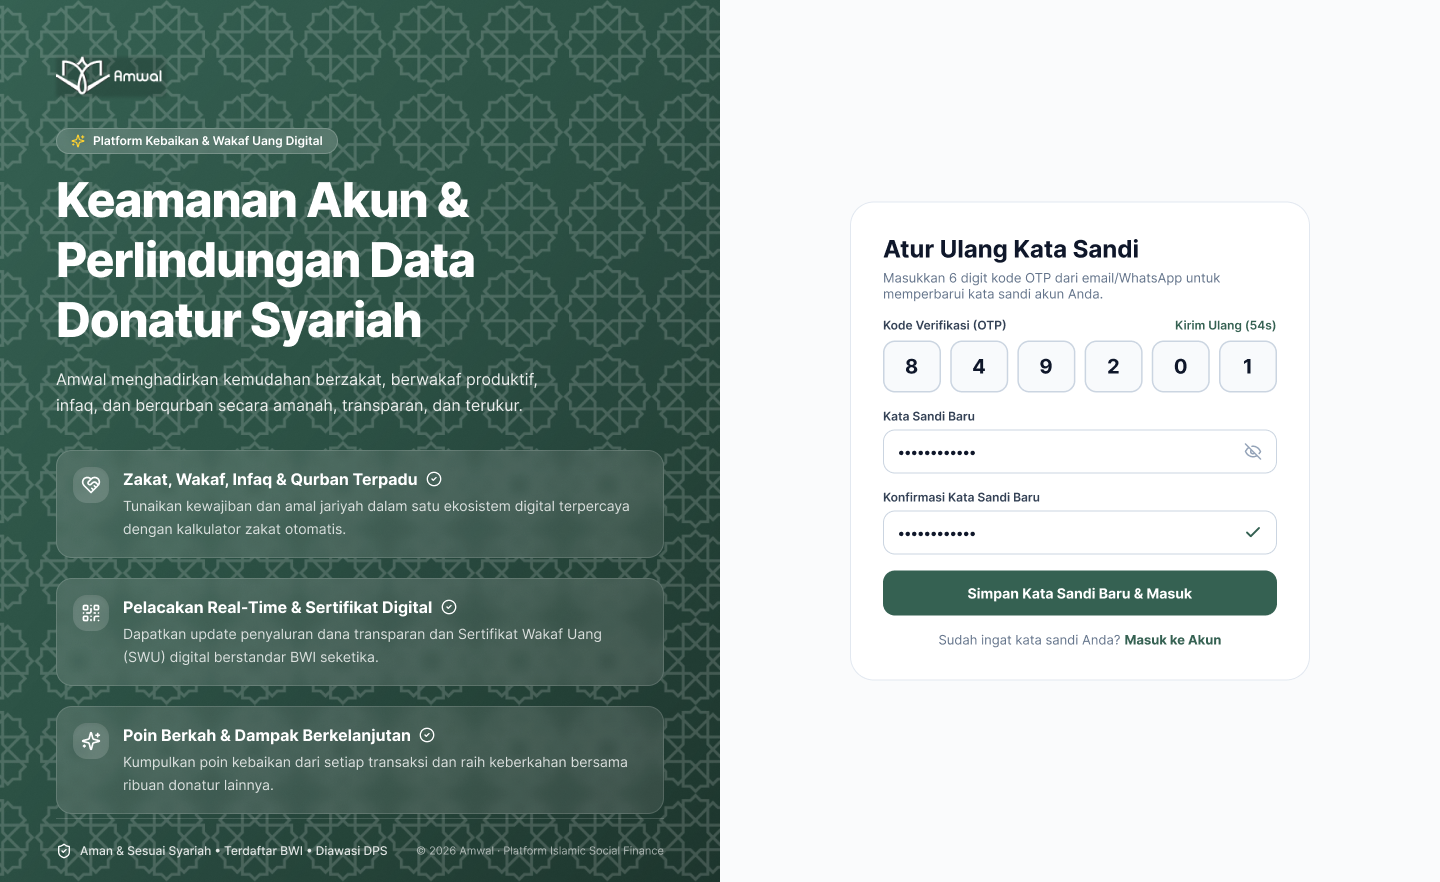 Amwal
Platform Kebaikan & Wakaf Uang Digital
Keamanan Akun &
Perlindungan Data
Donatur Syariah
Amwal menghadirkan kemudahan berzakat, berwakaf produktif,
infaq, dan berqurban secara amanah, transparan, dan terukur.
Zakat, Wakaf, Infaq & Qurban Terpadu
Tunaikan kewajiban dan amal jariyah dalam satu ekosistem digital terpercaya
dengan kalkulator zakat otomatis.
Pelacakan Real-Time & Sertifikat Digital
Dapatkan update penyaluran dana transparan dan Sertifikat Wakaf Uang
(SWU) digital berstandar BWI seketika.
Poin Berkah & Dampak Berkelanjutan
Kumpulkan poin kebaikan dari setiap transaksi dan raih keberkahan bersama
ribuan donatur lainnya.
Aman & Sesuai Syariah • Terdaftar BWI • Diawasi DPS
© 2026 Amwal · Platform Islamic Social Finance
Atur Ulang Kata Sandi
Masukkan 6 digit kode OTP dari email/WhatsApp untuk
memperbarui kata sandi akun Anda.
Kode Verifikasi (OTP) Kirim Ulang (54s)
8 4 9 2 0 1
Kata Sandi Baru
••••••••••••
Konfirmasi Kata Sandi Baru
••••••••••••
Simpan Kata Sandi Baru & Masuk
Sudah ingat kata sandi Anda? Masuk ke Akun